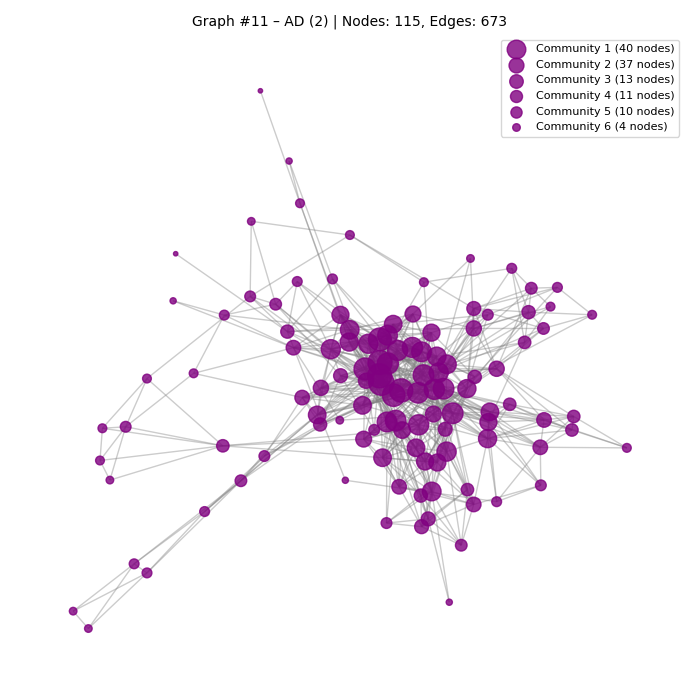 Graph #11 – AD (2) | Nodes: 115, Edges: 673
Community 1 (40 nodes)
Community 2 (37 nodes)
Community 3 (13 nodes)
Community 4 (11 nodes)
Community 5 (10 nodes)
Community 6 (4 nodes)